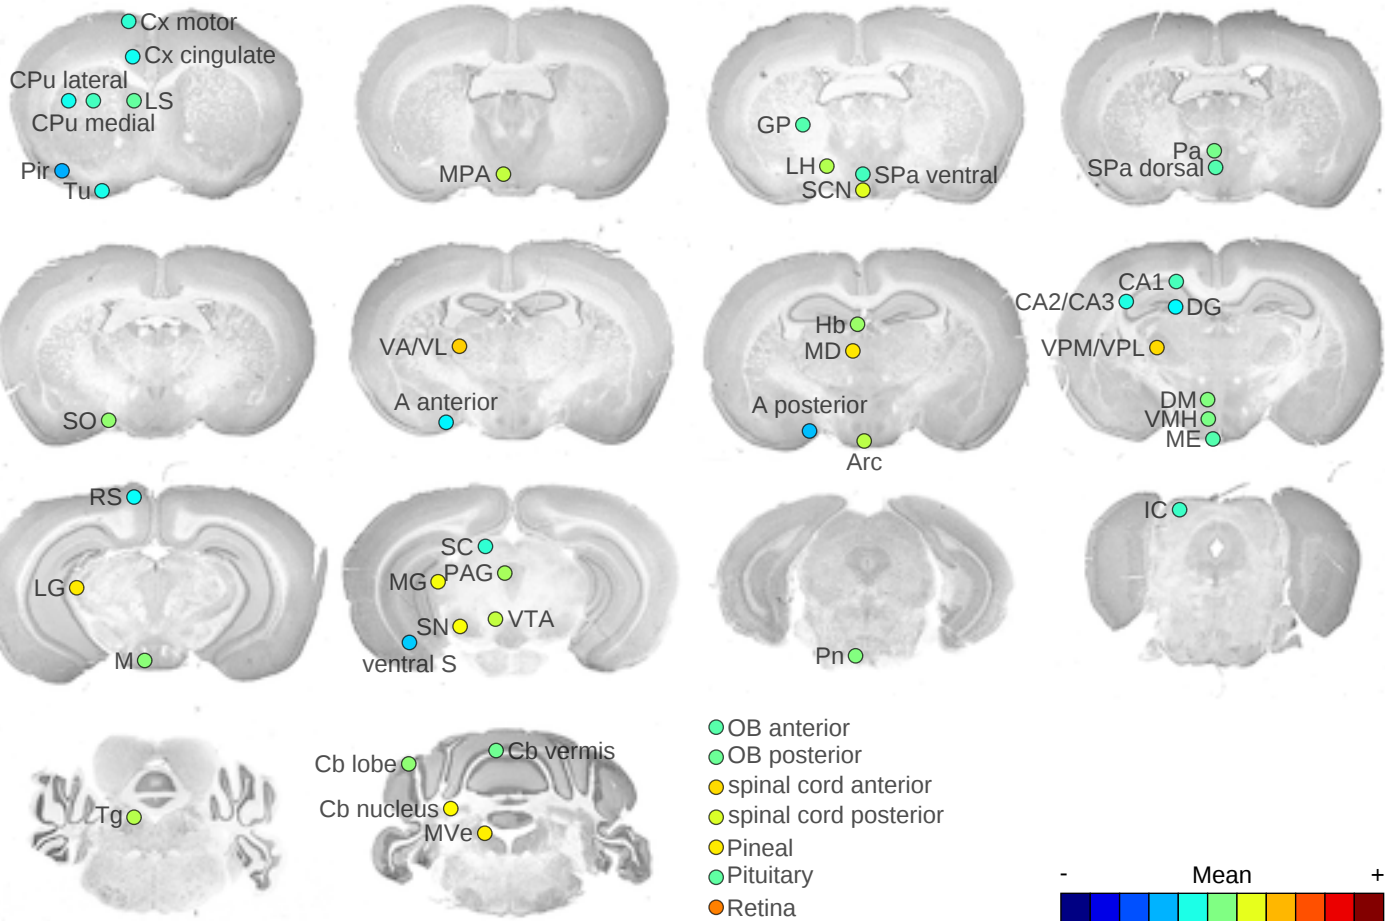 Cx motor
Cx cingulate
CPu lateral
LS
CPu medial
Pir
Tu
MPA
GP
LH
SPa ventral
SCN
Pa
SPa dorsal
SO
VA/VL
A anterior
Hb
MD
A posterior
Arc
CA1
CA2/CA3
DG
VPM/VPL
DM
VMH
ME
RS
LG
M
SC
PAG
MG
VTA
SN
ventral S
Pn
IC
Tg
Cb vermis
Cb lobe
Cb nucleus
MVe
OB anterior
OB posterior
spinal cord anterior
spinal cord posterior
Pineal
Pituitary
Retina
- Mean +